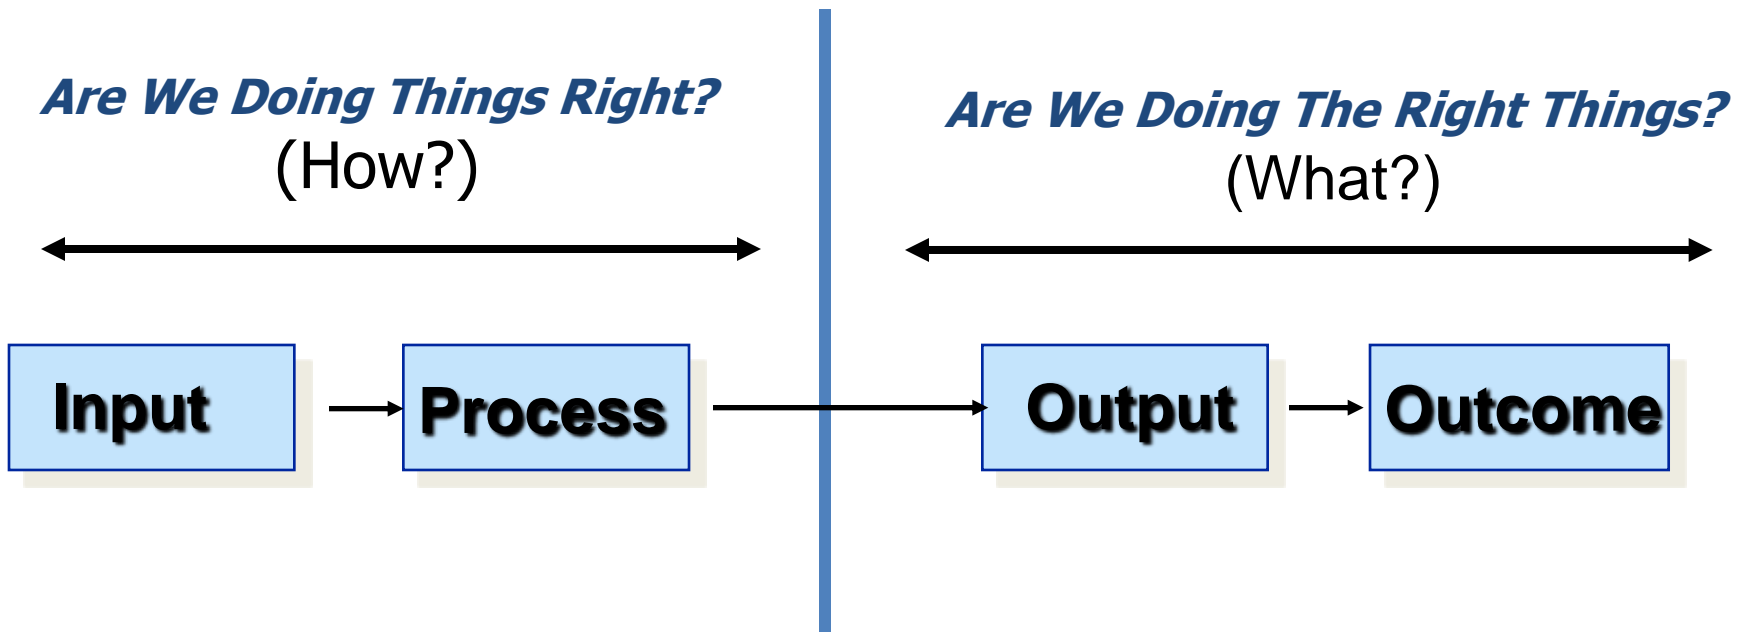 Are We Doing Things Right?
(How?)
Are We Doing The Right Things?
(What?)
Input
Process
Output
Outcome